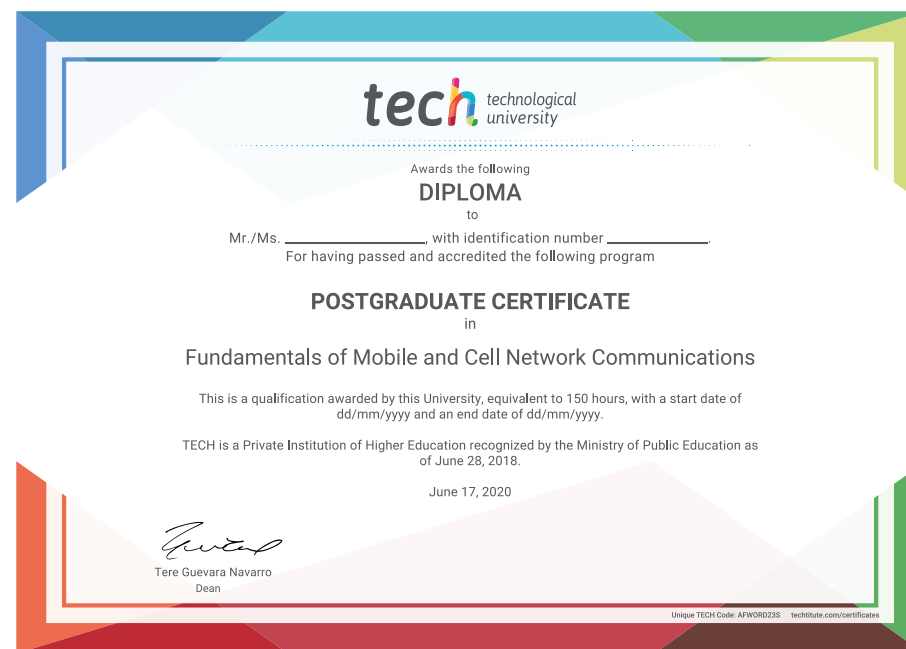 tech technological
university
Awards the following
DIPLOMA
to
Mr./Ms. ____________________, with identification number ______________.
For having passed and accredited the following program
POSTGRADUATE CERTIFICATE
in
Fundamentals of Mobile and Cell Network Communications
This is a qualification awarded by this University, equivalent to 150 hours, with a start date of
dd/mm/yyyy and an end date of dd/mm/yyyy.
TECH is a Private Institution of Higher Education recognized by the Ministry of Public Education as
of June 28, 2018.
June 17, 2020
Tere Guevara Navarro
Dean
Unique TECH Code: AFWORD23S techtitute.com/certificates